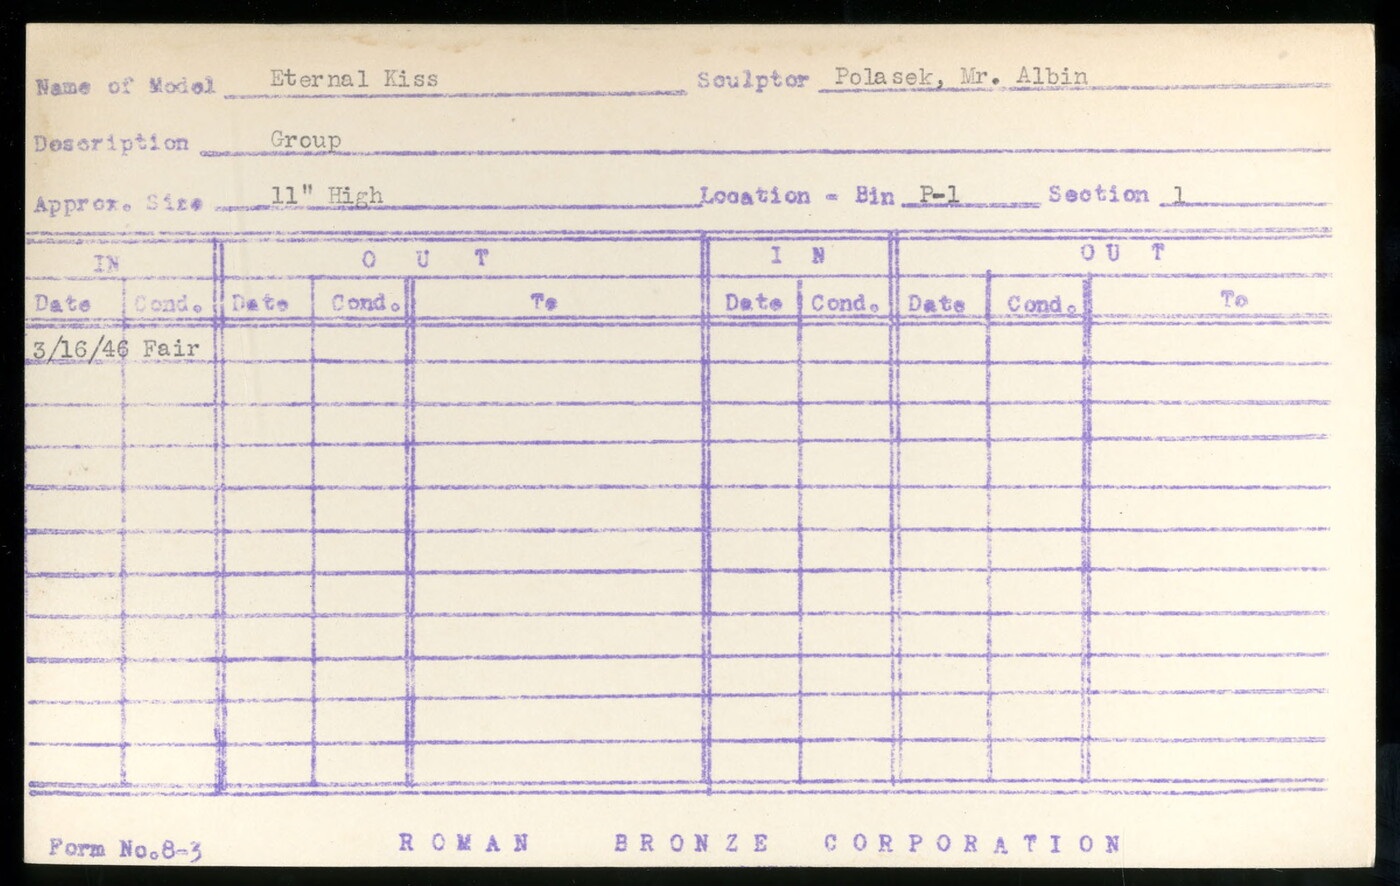 Name of Model Eternal Kiss Sculptor Polasek, Mr. Albin
Description Group
Approx. Size 11" High Location - Bin P-1 Section 1
IN OUT IN OUT
Date Cond. Date Cond. To Date Cond. Date Cond. To
3/16/46 Fair
Form No.8-3 ROMAN BRONZE CORPORATION